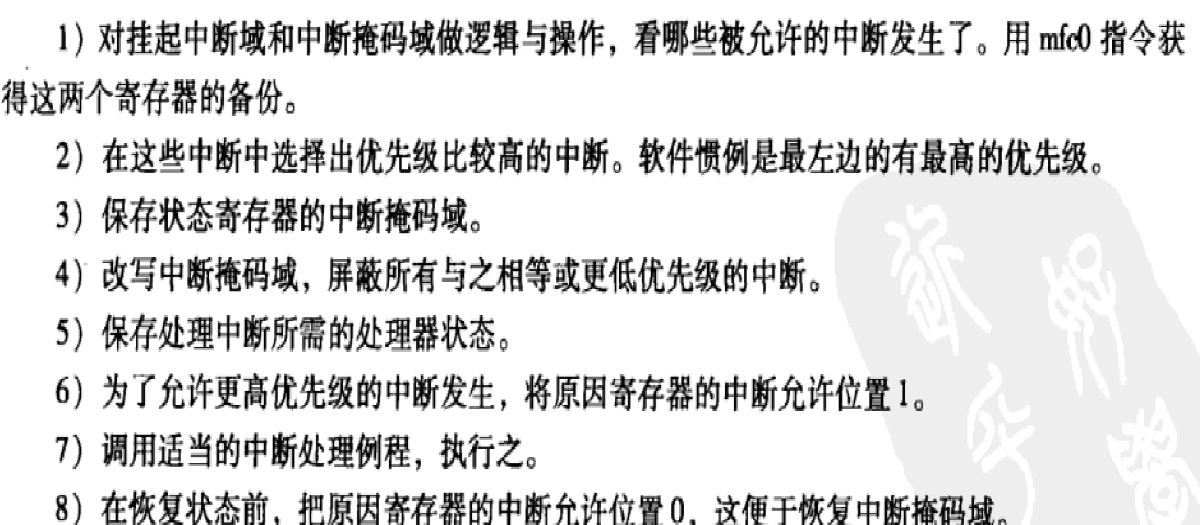 1）对挂起中断域和中断掩码域做逻辑与操作，看哪些被允许的中断发生了。用 mfc0 指令获
得这两个寄存器的备份。
2）在这些中断中选择出优先级比较高的中断。软件惯例是最左边的有最高的优先级。
3）保存状态寄存器的中断掩码域。
4）改写中断掩码域，屏蔽所有与之相等或更低优先级的中断。
5）保存处理中断所需的处理器状态。
6）为了允许更高优先级的中断发生，将原因寄存器的中断允许位置 1。
7）调用适当的中断处理例程，执行之。
8）在恢复状态前，把原因寄存器的中断允许位置 0，这便于恢复中断掩码域。